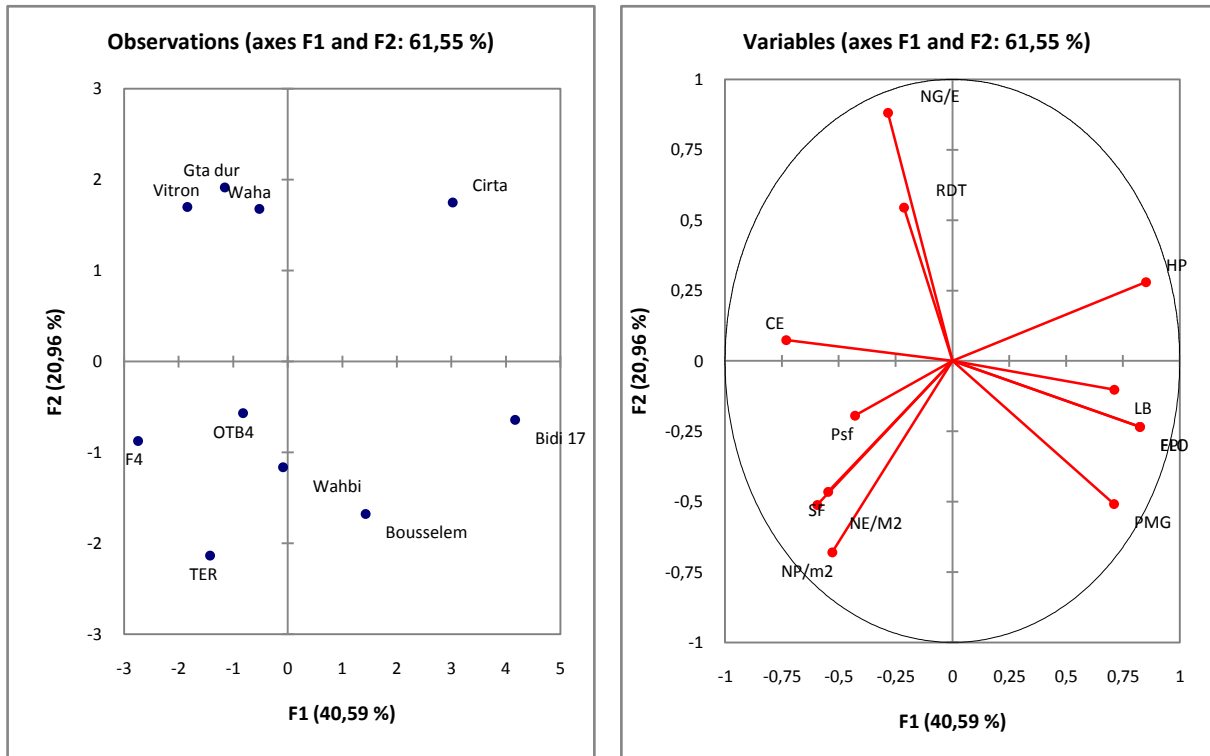 Observations (axes F1 and F2: 61,55 %)
3
2
1
0
-1
-2
-3
F2 (20,96 %)
Gta dur
Vitron
Waha
Cirta
OTB4
F4
Bidi 17
Wahbi
Bousselem
TER
-3 -2 -1 0 1 2 3 4 5
F1 (40,59 %)
Variables (axes F1 and F2: 61,55 %)
1
0,75
0,5
0,25
0
-0,25
-0,5
-0,75
-1
F2 (20,96 %)
NG/E
RDT
HP
CE
LB
Psf
PMG
SF
NE/M2
NP/m2
-1 -0,75 -0,5 -0,25 0 0,25 0,5 0,75 1
F1 (40,59 %)